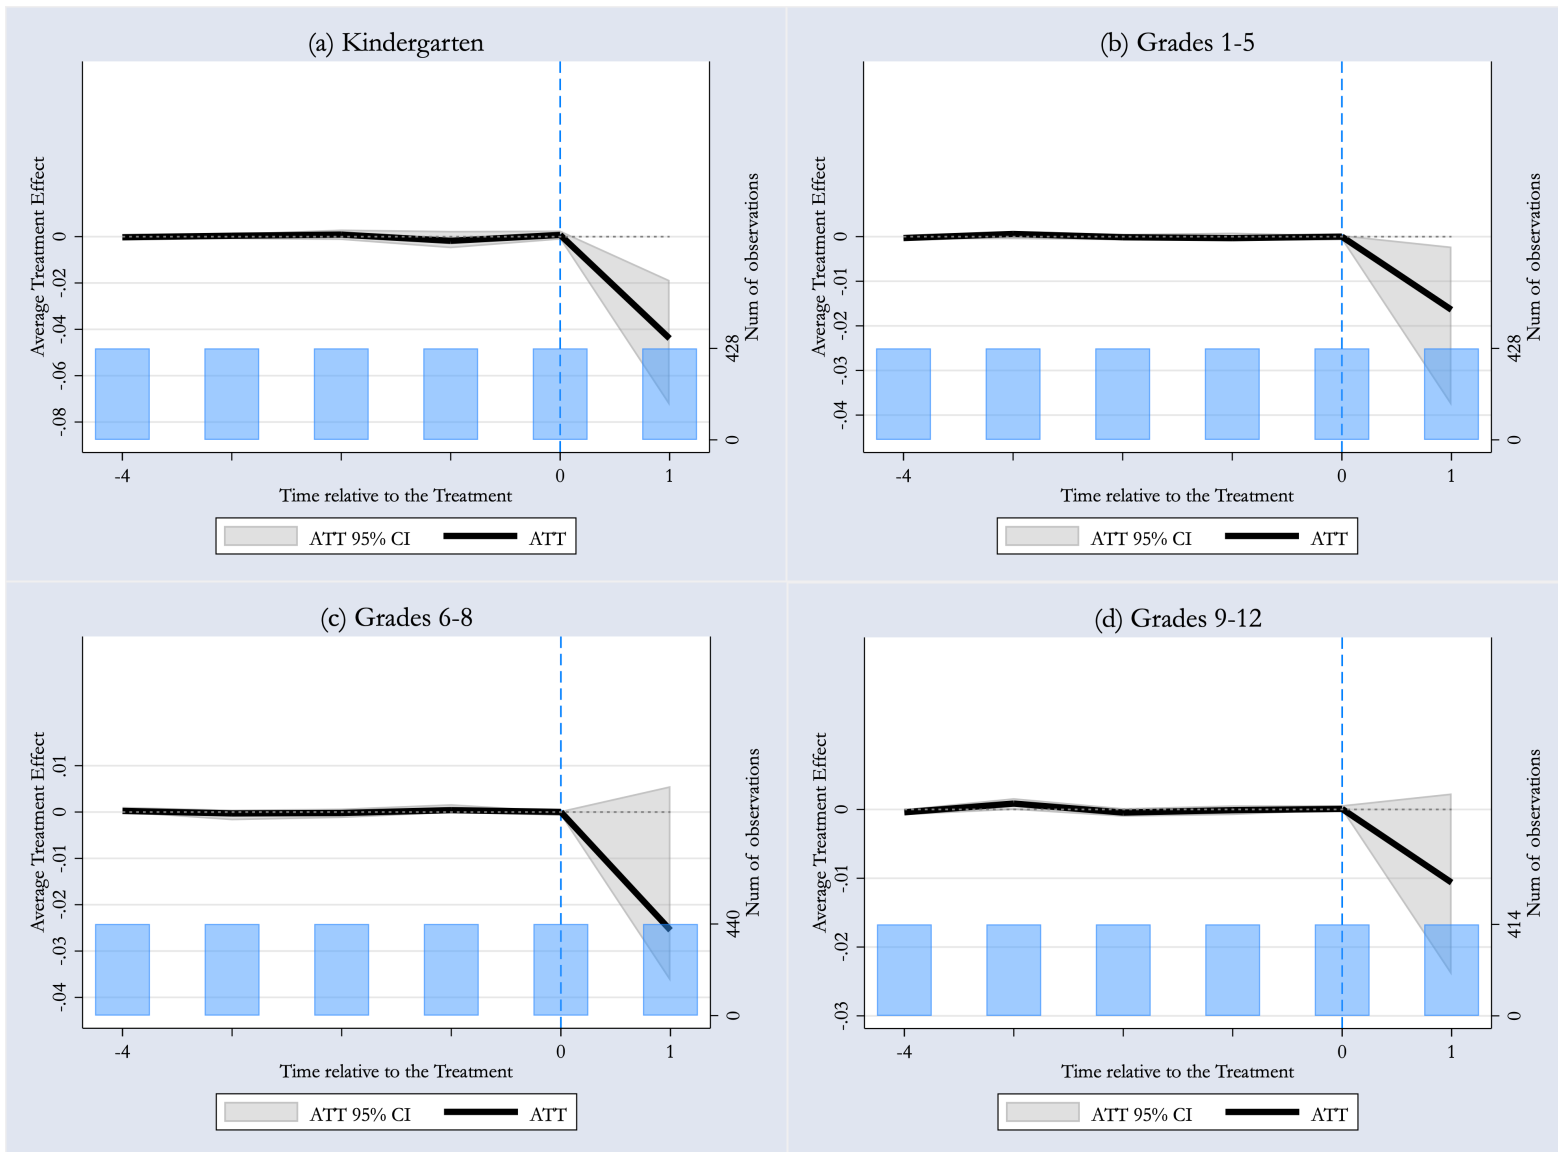 (a) Kindergarten
Average Treatment Effect
0
-.02
-.04
-.06
-.08
Num of observations
428
0
-4
0
1
Time relative to the Treatment
ATT 95% CI
ATT
(b) Grades 1-5
Average Treatment Effect
0
-.01
-.02
-.03
-.04
Num of observations
428
0
-4
0
1
Time relative to the Treatment
ATT 95% CI
ATT
(c) Grades 6-8
Average Treatment Effect
.01
0
-.01
-.02
-.03
-.04
Num of observations
440
0
-4
0
1
Time relative to the Treatment
ATT 95% CI
ATT
(d) Grades 9-12
Average Treatment Effect
0
-.01
-.02
-.03
Num of observations
414
0
-4
0
1
Time relative to the Treatment
ATT 95% CI
ATT